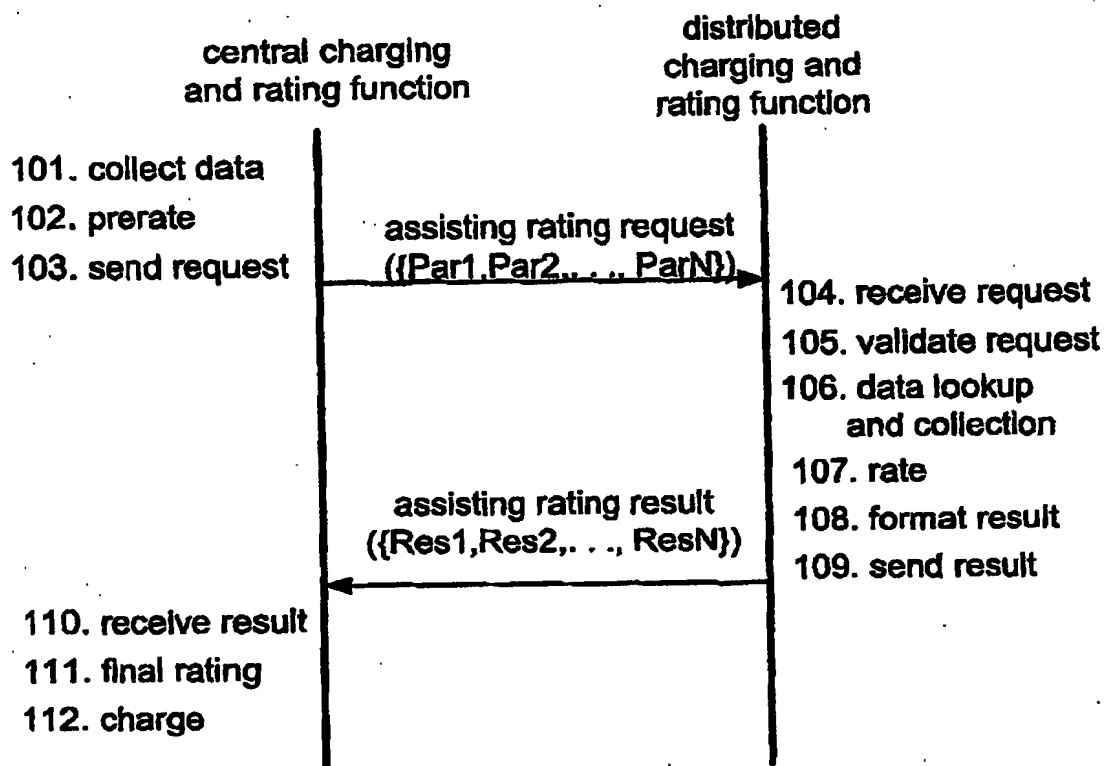 central charging
and rating function
distributed
charging and
rating function
101. collect data
102. prerate
103. send request
assisting rating request
({Par1,Par2,. . ., ParN})
104. receive request
105. validate request
106. data lookup
and collection
107. rate
108. format result
109. send result
assisting rating result
({Res1,Res2,. . ., ResN})
110. receive result
111. final rating
112. charge